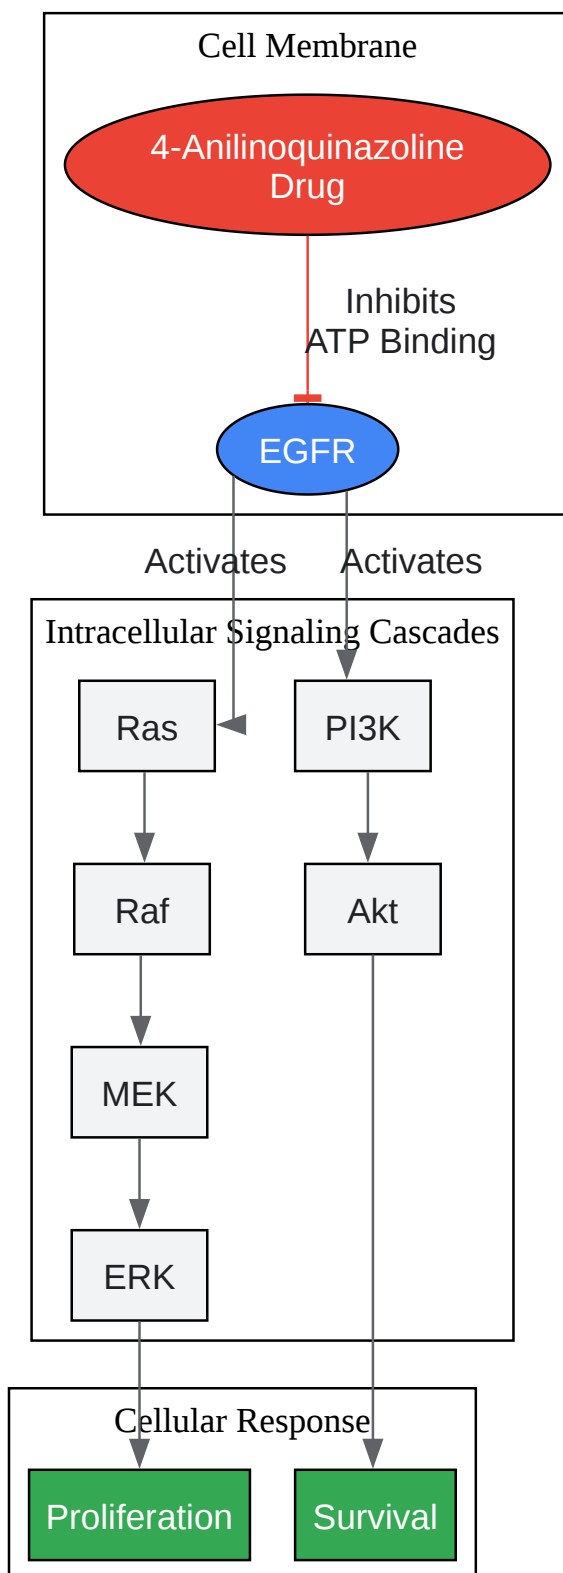 Cell Membrane
4-Anilinoquinazoline
Drug
Inhibits
ATP Binding
EGFR
Activates
Activates
Intracellular Signaling Cascades
Ras
PI3K
Raf
Akt
MEK
ERK
Cellular Response
Proliferation
Survival